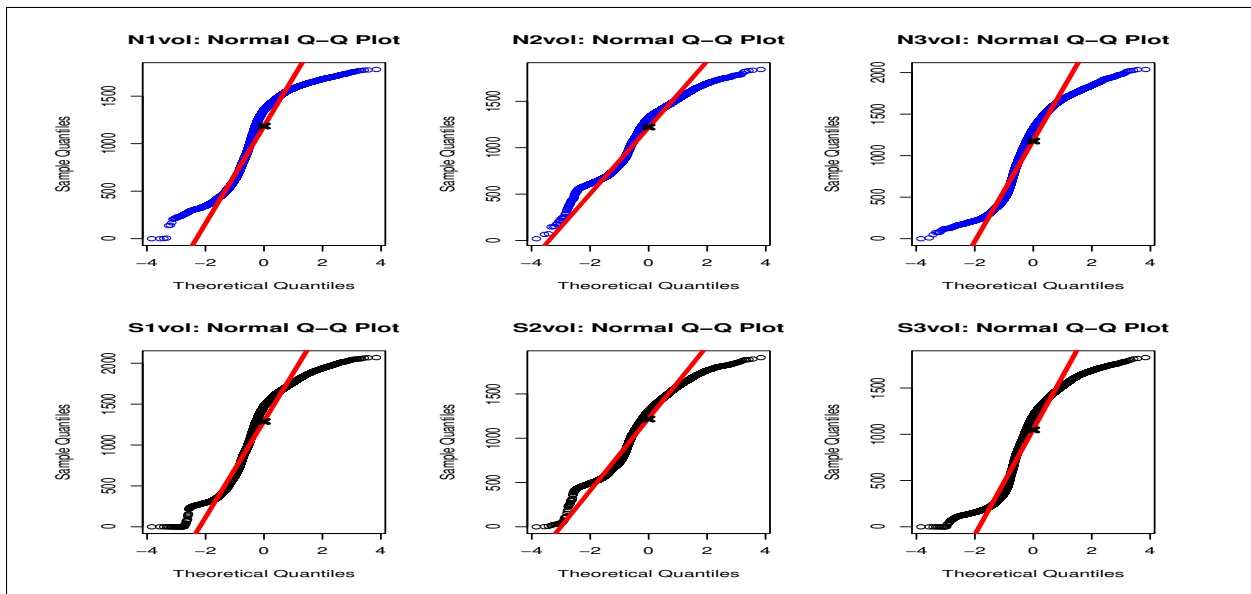 N1vol: Normal Q−Q Plot
Sample Quantiles
0 500 1000 1500
−4 −2 0 2 4
Theoretical Quantiles
N2vol: Normal Q−Q Plot
Sample Quantiles
0 500 1000 1500
−4 −2 0 2 4
Theoretical Quantiles
N3vol: Normal Q−Q Plot
Sample Quantiles
0 500 1000 1500 2000
−4 −2 0 2 4
Theoretical Quantiles
S1vol: Normal Q−Q Plot
Sample Quantiles
0 500 1000 1500 2000
−4 −2 0 2 4
Theoretical Quantiles
S2vol: Normal Q−Q Plot
Sample Quantiles
0 500 1000 1500
−4 −2 0 2 4
Theoretical Quantiles
S3vol: Normal Q−Q Plot
Sample Quantiles
0 500 1000 1500
−4 −2 0 2 4
Theoretical Quantiles